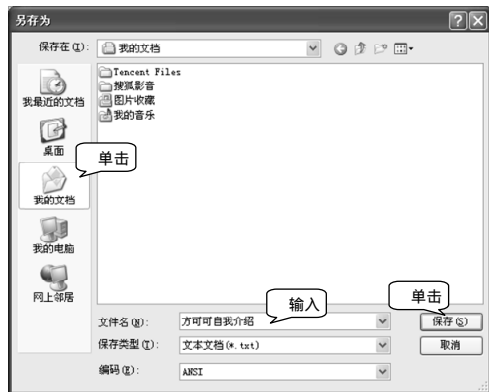 另存为
保存在(I):
我的文档
Tencent Files
搜狐影音
图片收藏
我的音乐
我最近的文档
桌面
单击
我的文档
我的电脑
网上邻居
输入
单击
文件名(N):
方可可自我介绍
保存(S)
保存类型(T):
文本文档(*.txt)
取消
编码(E):
ANSI